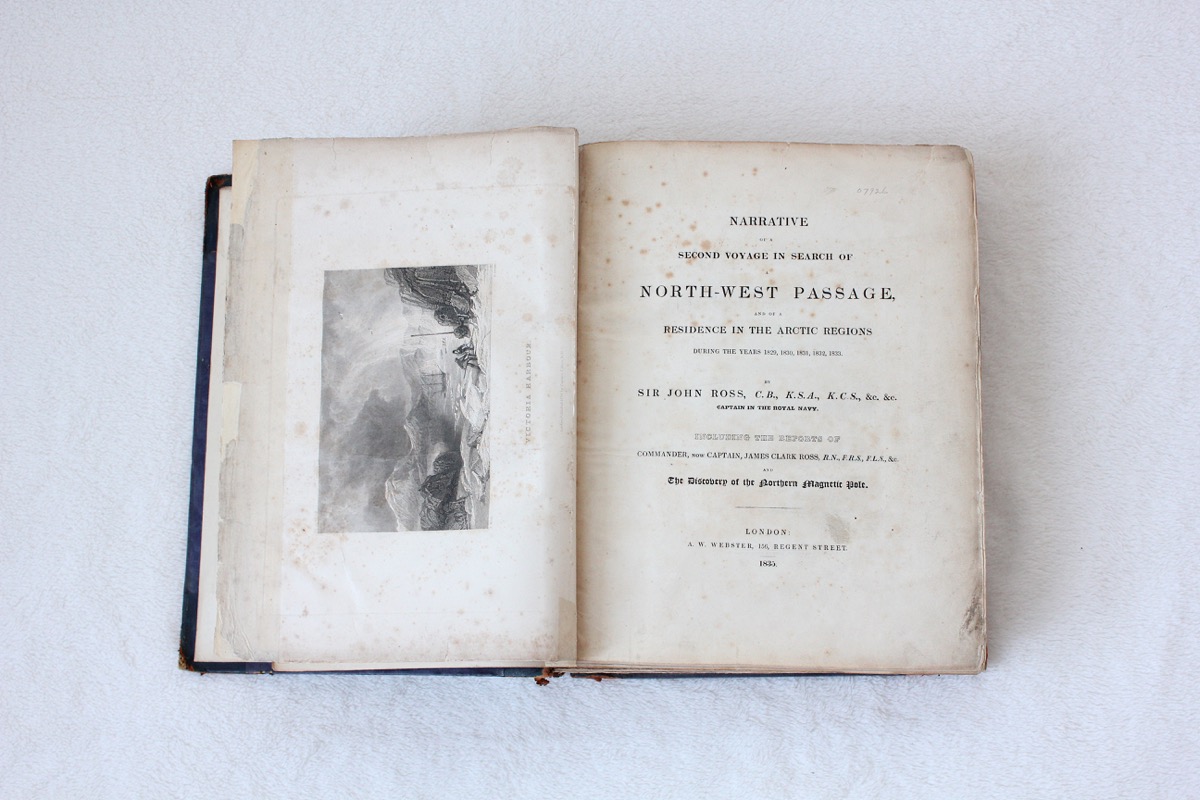 VICTORIA HARBOUR
NARRATIVE
OF A
SECOND VOYAGE IN SEARCH OF
A
NORTH-WEST PASSAGE,
AND OF A
RESIDENCE IN THE ARCTIC REGIONS
DURING THE YEARS 1829, 1830, 1831, 1832, 1833.
BY
SIR JOHN ROSS, C.B., K.S.A., K.C.S., &c. &c.
CAPTAIN IN THE ROYAL NAVY.
INCLUDING THE REPORTS OF
COMMANDER, NOW CAPTAIN, JAMES CLARK ROSS, R.N., F.R.S., F.L.S., &c.
AND
The Discovery of the Northern Magnetic Pole.
LONDON:
A. W. WEBSTER, 156, REGENT STREET.
1835.